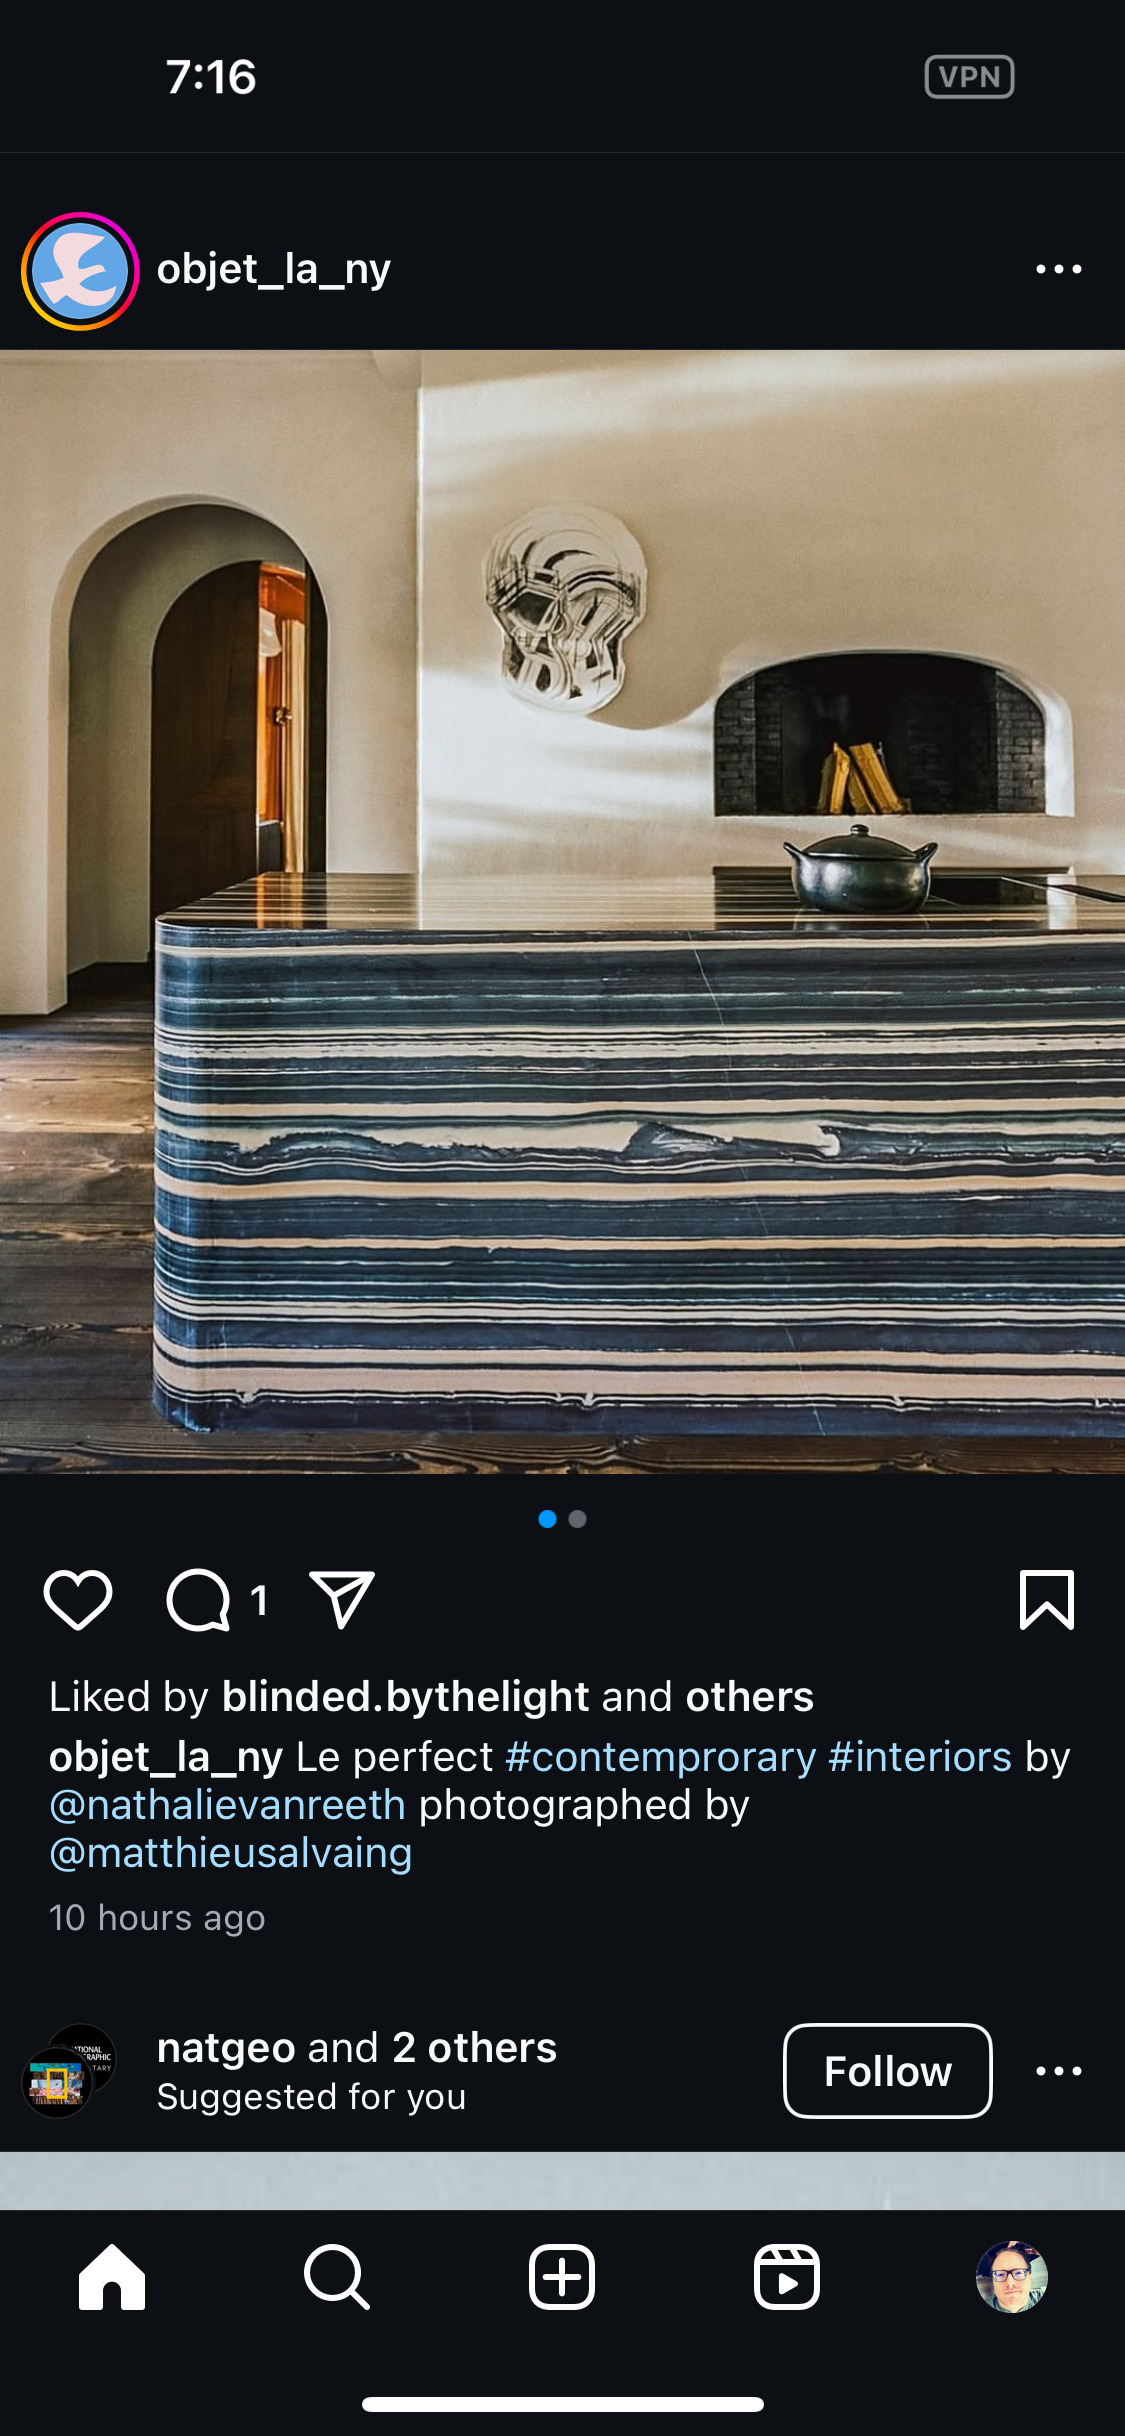 7:16
VPN
objet_la_ny
1
Liked by blinded.bythelight and others
objet_la_ny Le perfect #contemprorary #interiors by
@nathalievanreeth photographed by
@matthieusalvaing
10 hours ago
natgeo and 2 others
Suggested for you
Follow